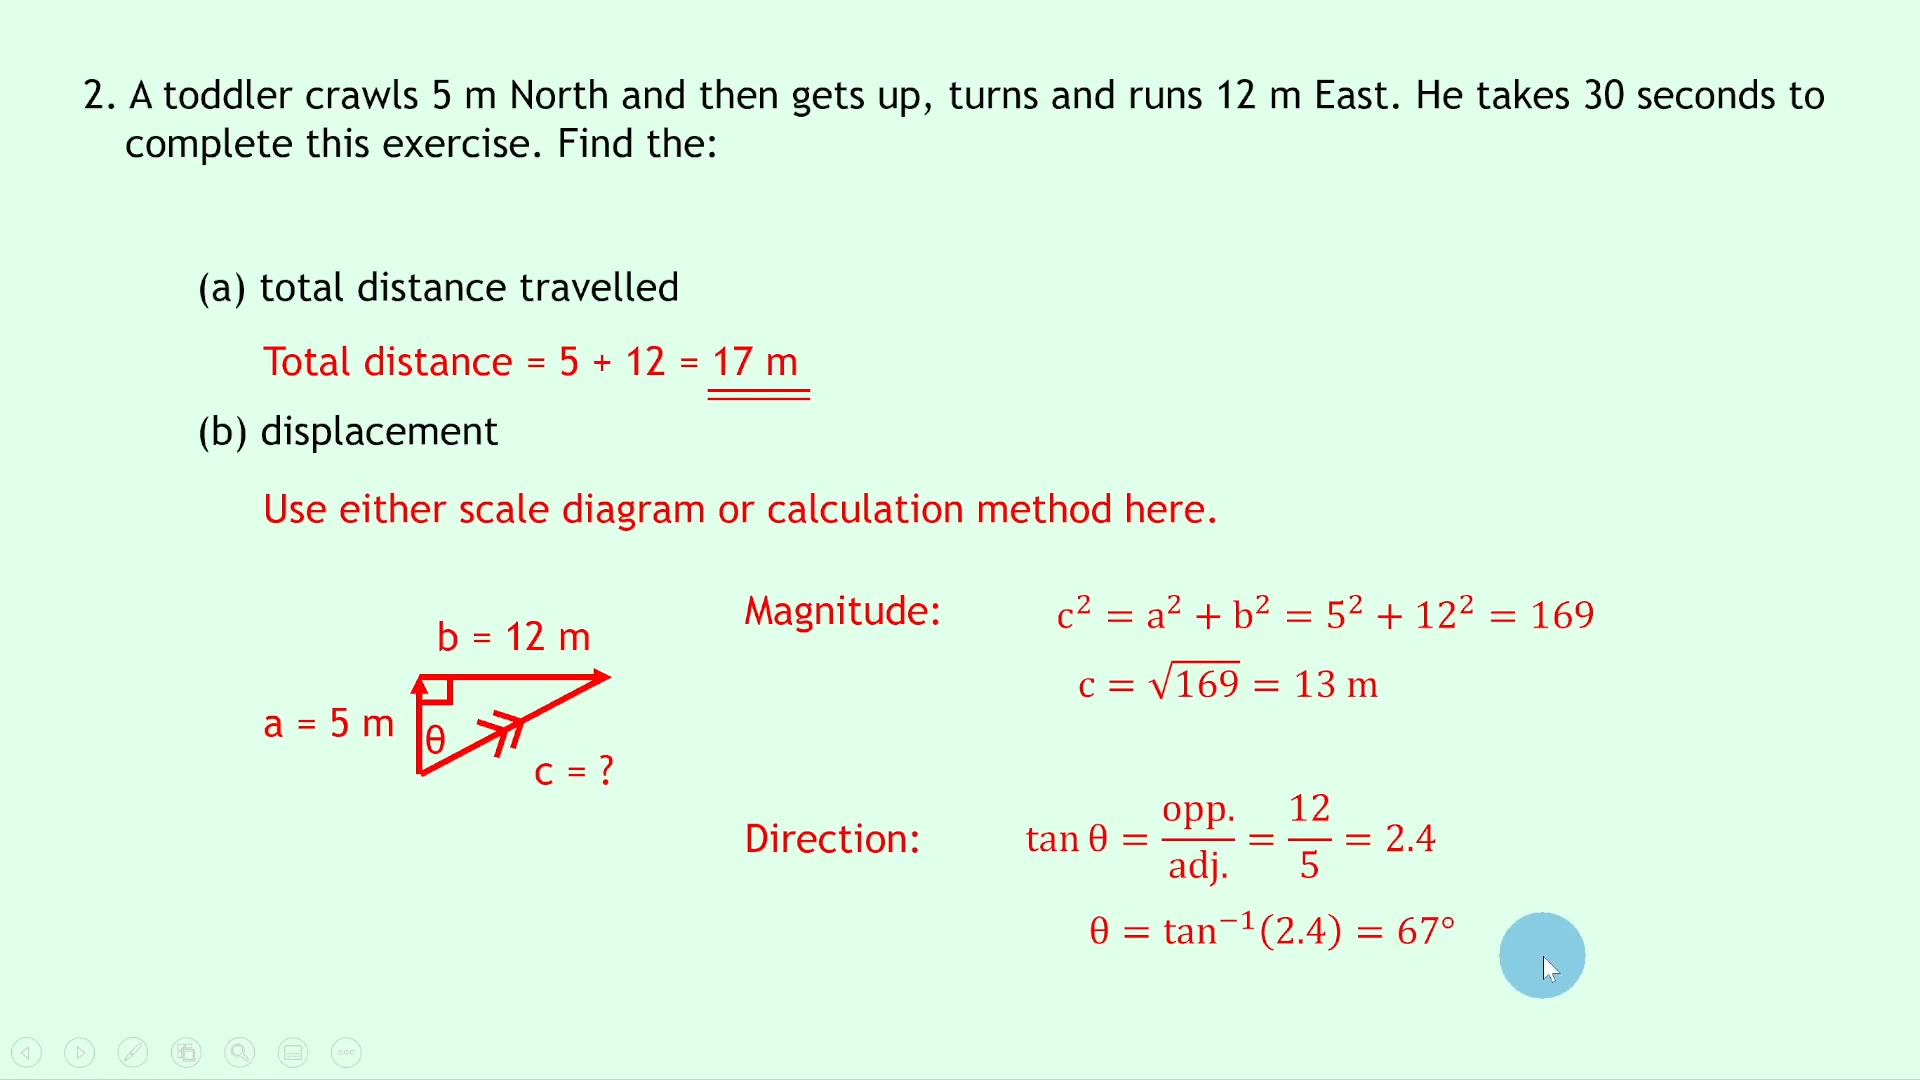 2. A toddler crawls 5 m North and then gets up, turns and runs 12 m East. He takes 30 seconds to
complete this exercise. Find the:
(a) total distance travelled
Total distance = 5 + 12 = 17 m
(b) displacement
Use either scale diagram or calculation method here.
b = 12 m
a = 5 m
θ
c = ?
Magnitude: c² = a² + b² = 5² + 12² = 169
c = √169 = 13 m
Direction: tan θ = opp./adj. = 12/5 = 2.4
θ = tan⁻¹(2.4) = 67°